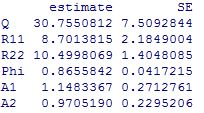 estimate SE
Q 30.7550812 7.5092844
R11 8.7013815 2.1849004
R22 10.4998069 1.4048085
Phi 0.8655842 0.0417215
A1 1.1483367 0.2712761
A2 0.9705190 0.2295206